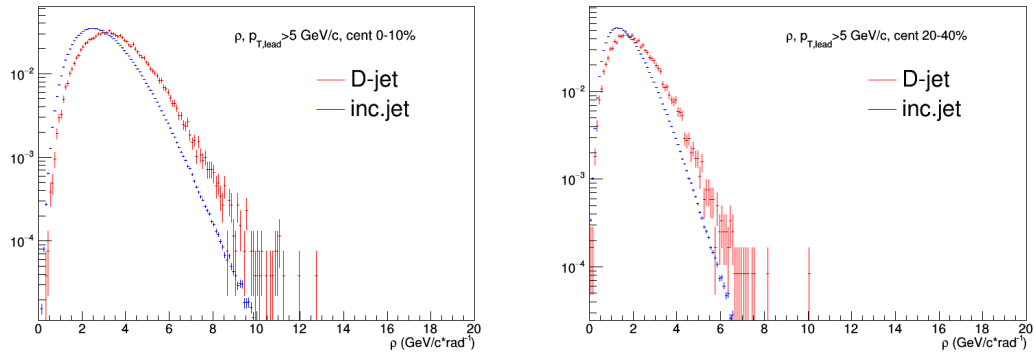 ρ, p_T,lead>5 GeV/c, cent 0-10%
D-jet
inc.jet
10⁻²
10⁻³
10⁻⁴
0 2 4 6 8 10 12 14 16 18 20
ρ (GeV/c*rad⁻¹)
ρ, p_T,lead>5 GeV/c, cent 20-40%
D-jet
inc.jet
10⁻²
10⁻³
10⁻⁴
0 2 4 6 8 10 12 14 16 18 20
ρ (GeV/c*rad⁻¹)